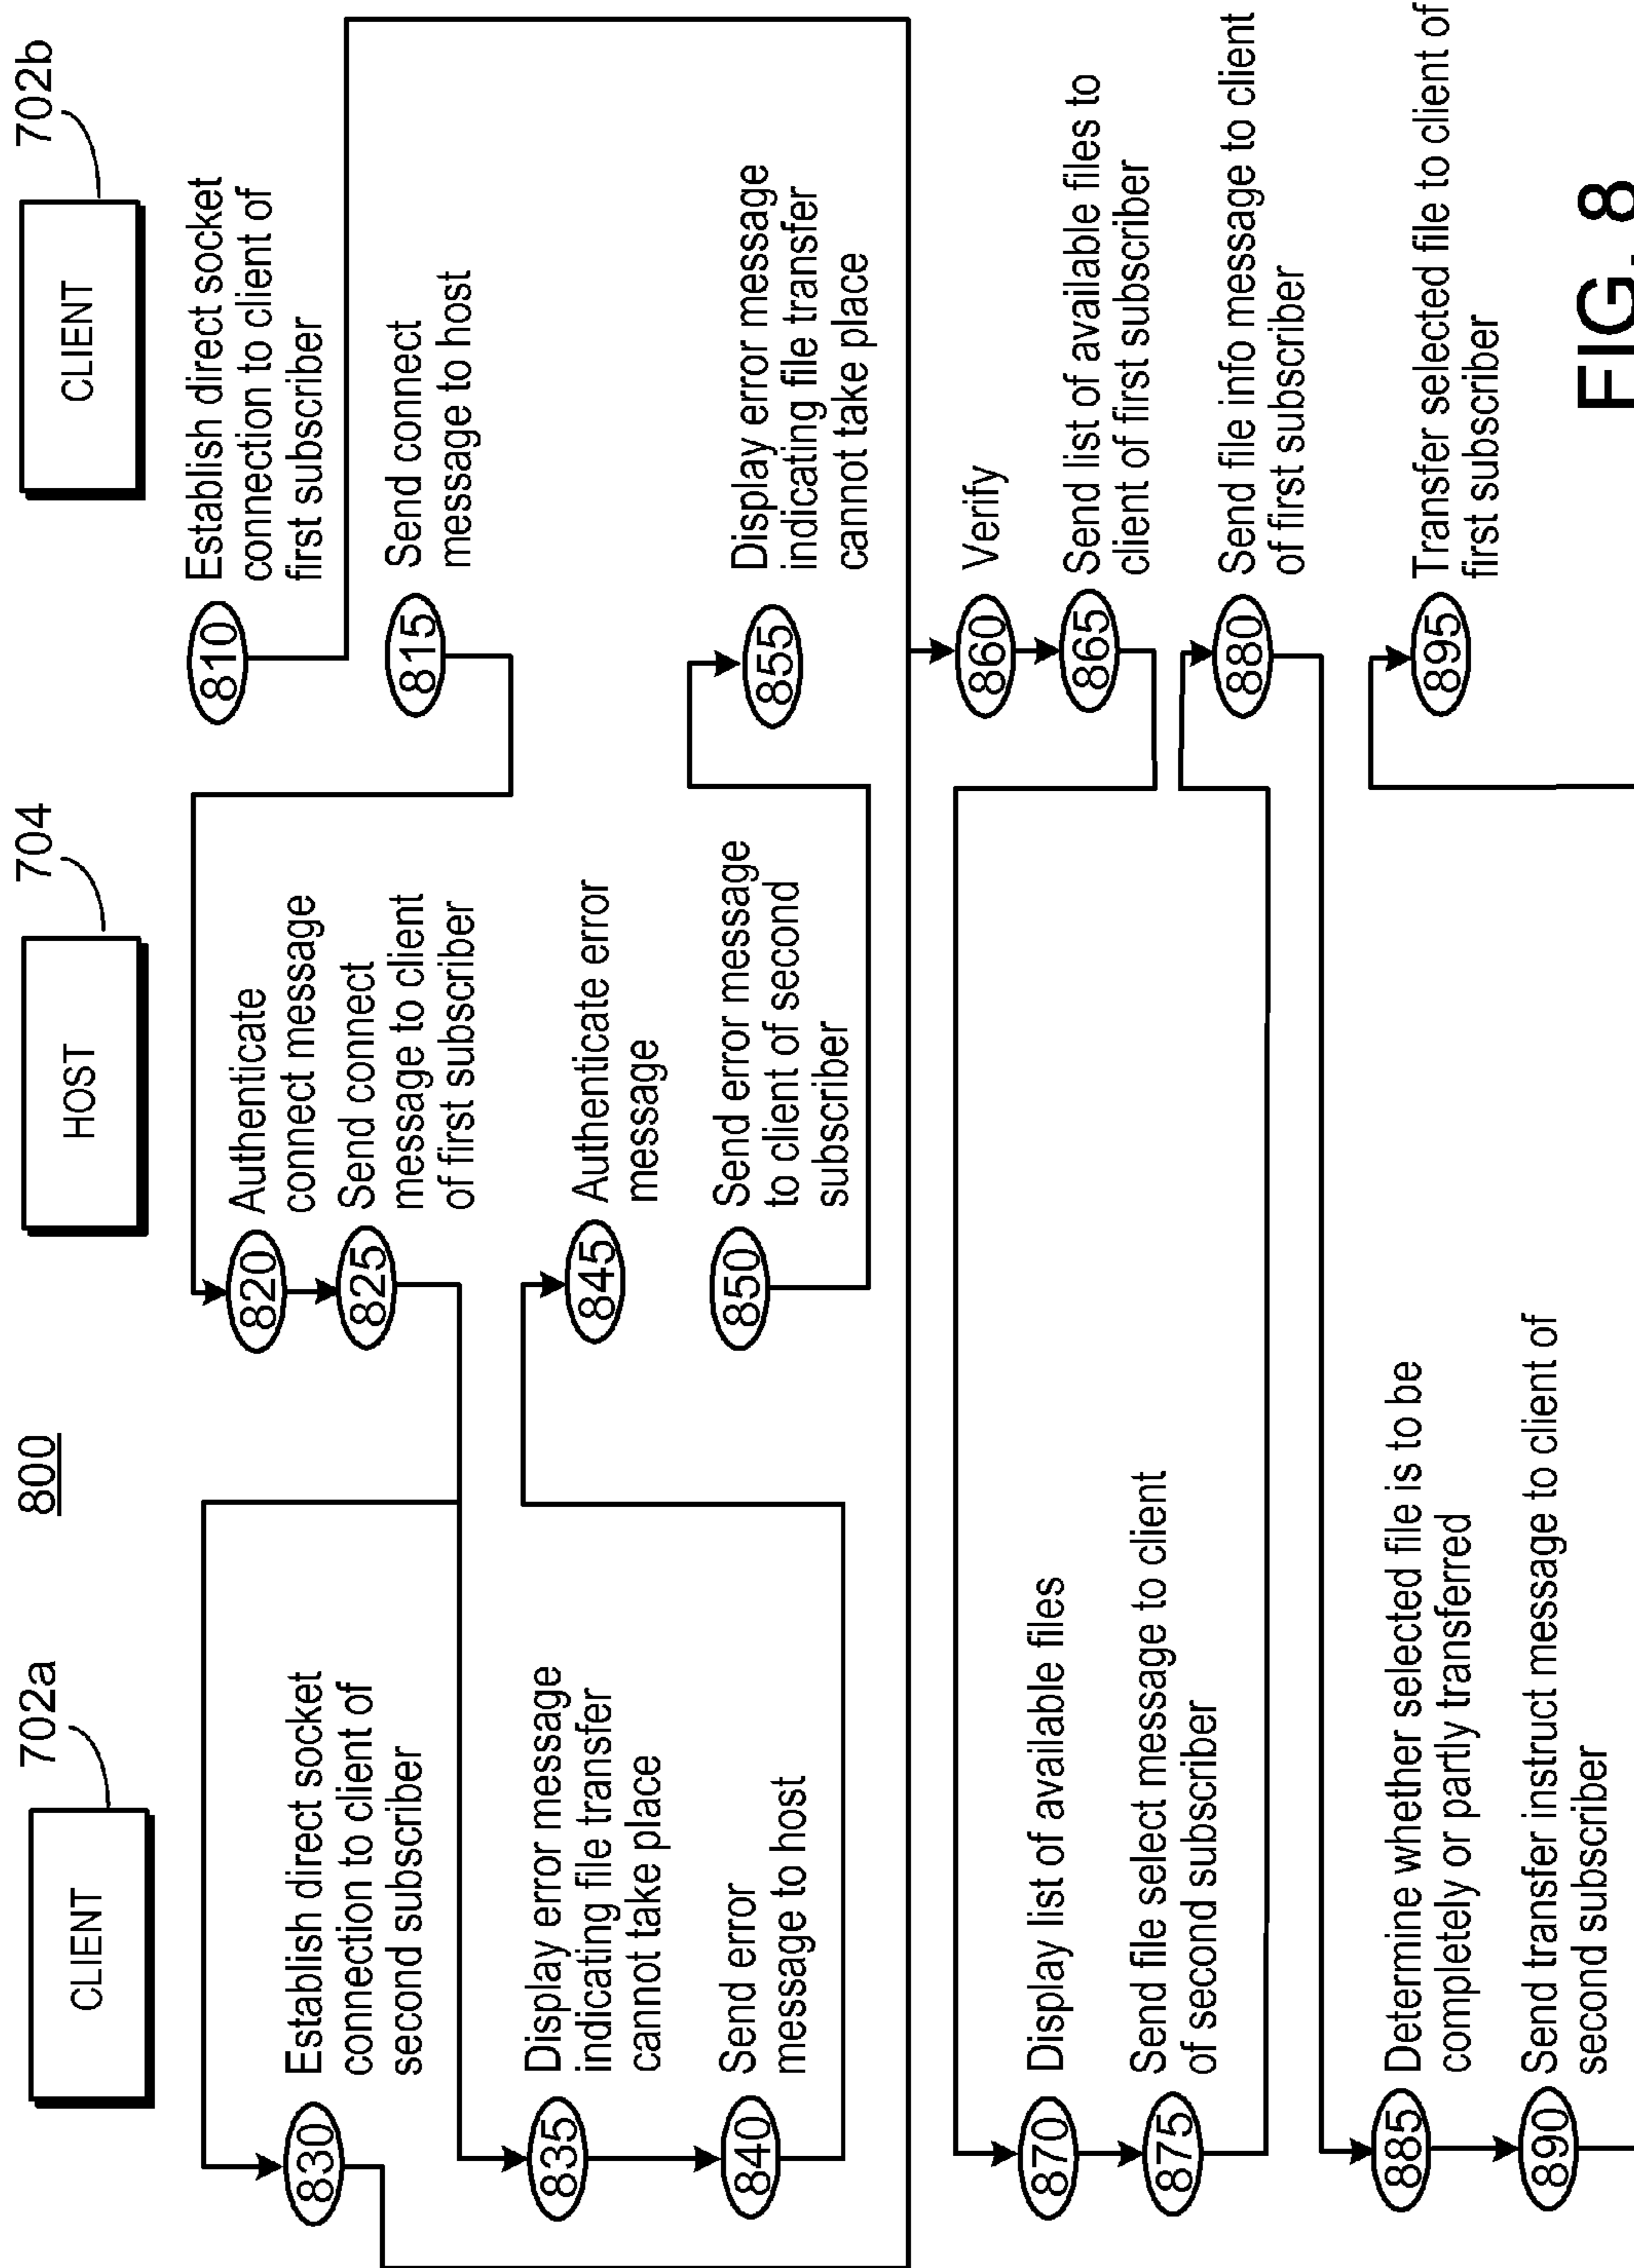 800
702a
704
702b
CLIENT
HOST
CLIENT
810
Establish direct socket
connection to client of
first subscriber
815
Send connect
message to host
820
Authenticate
connect message
825
Send connect
message to client
of first subscriber
830
Establish direct socket
connection to client of
second subscriber
835
Display error message
indicating file transfer
cannot take place
840
Send error
message to host
845
Authenticate error
message
850
Send error message
to client of second
subscriber
855
Display error message
indicating file transfer
cannot take place
860
Verify
865
Send list of available files to
client of first subscriber
870
Display list of available files
875
Send file select message to client
of second subscriber
880
Send file info message to client
of first subscriber
885
Determine whether selected file is to be
completely or partly transferred
890
Send transfer instruct message to client of
second subscriber
895
Transfer selected file to client of
first subscriber
FIG. 8